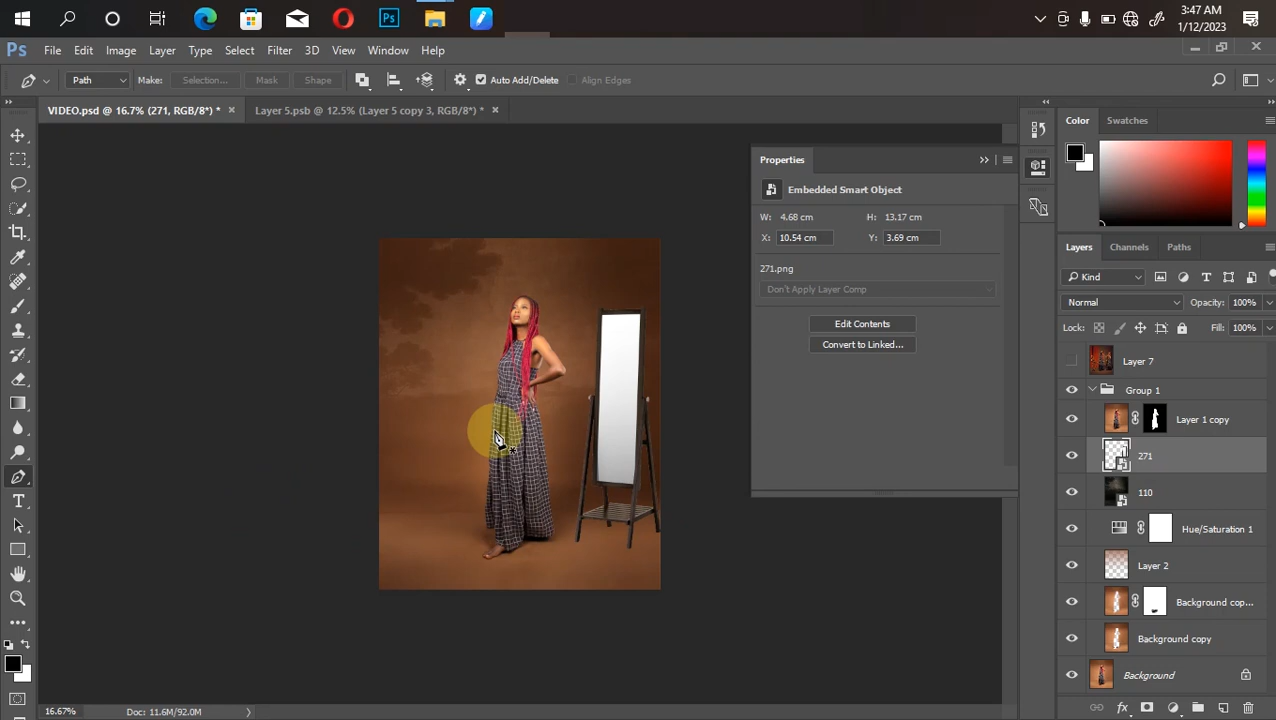 3:47 AM
1/12/2023
Ps
Ps File Edit Image Layer Type Select Filter 3D View Window Help
Path Make: Selection... Mask Shape Auto Add/Delete Align Edges
VIDEO.psd @ 16.7% (271, RGB/8*) * Layer 5.psb @ 12.5% (Layer 5 copy 3, RGB/8*) *
Color Swatches
Properties
Embedded Smart Object
W: 4.68 cm H: 13.17 cm
X: 10.54 cm Y: 3.69 cm
271.png
Don't Apply Layer Comp
Edit Contents
Convert to Linked...
Layers Channels Paths
Kind
Normal Opacity: 100%
Lock: Fill: 100%
Layer 7
Group 1
Layer 1 copy
271
110
Hue/Saturation 1
Layer 2
Background cop...
Background copy
Background
16.67% Doc: 11.6M/92.0M